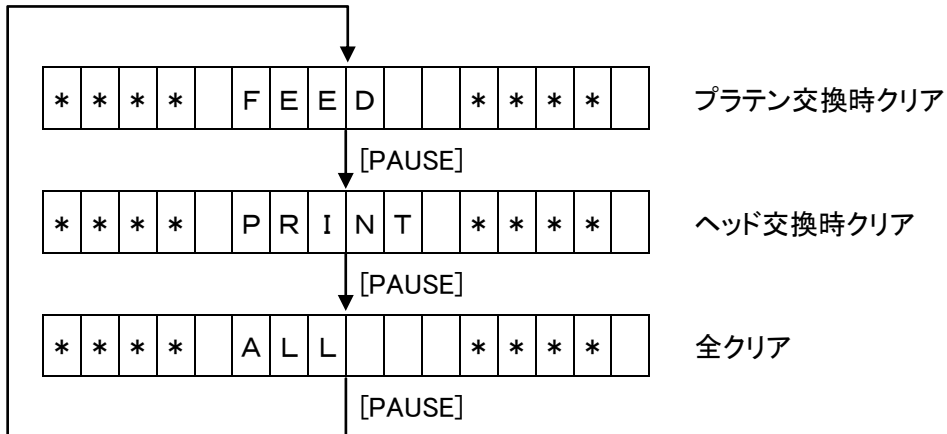 **** FEED  **** プラテン交換時クリア
[PAUSE]
**** PRINT **** ヘッド交換時クリア
[PAUSE]
**** ALL   **** 全クリア
[PAUSE]